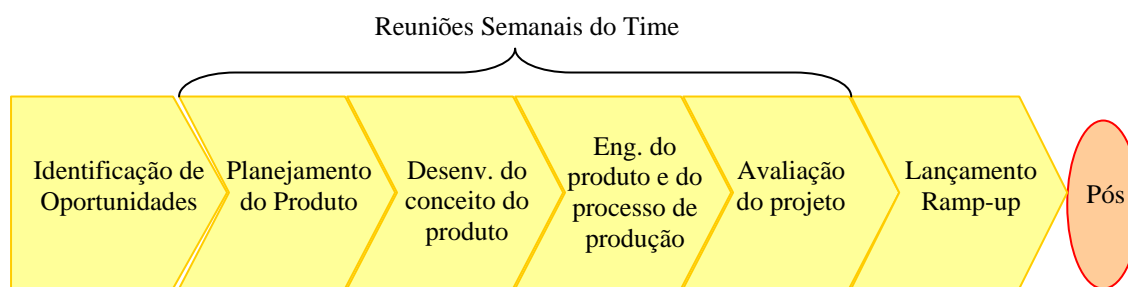 Reuniões Semanais do Time
Identificação de
Oportunidades
Planejamento
do Produto
Desenv. do
conceito do
produto
Eng. do
produto e do
processo de
produção
Avaliação
do projeto
Lançamento
Ramp-up
Pós